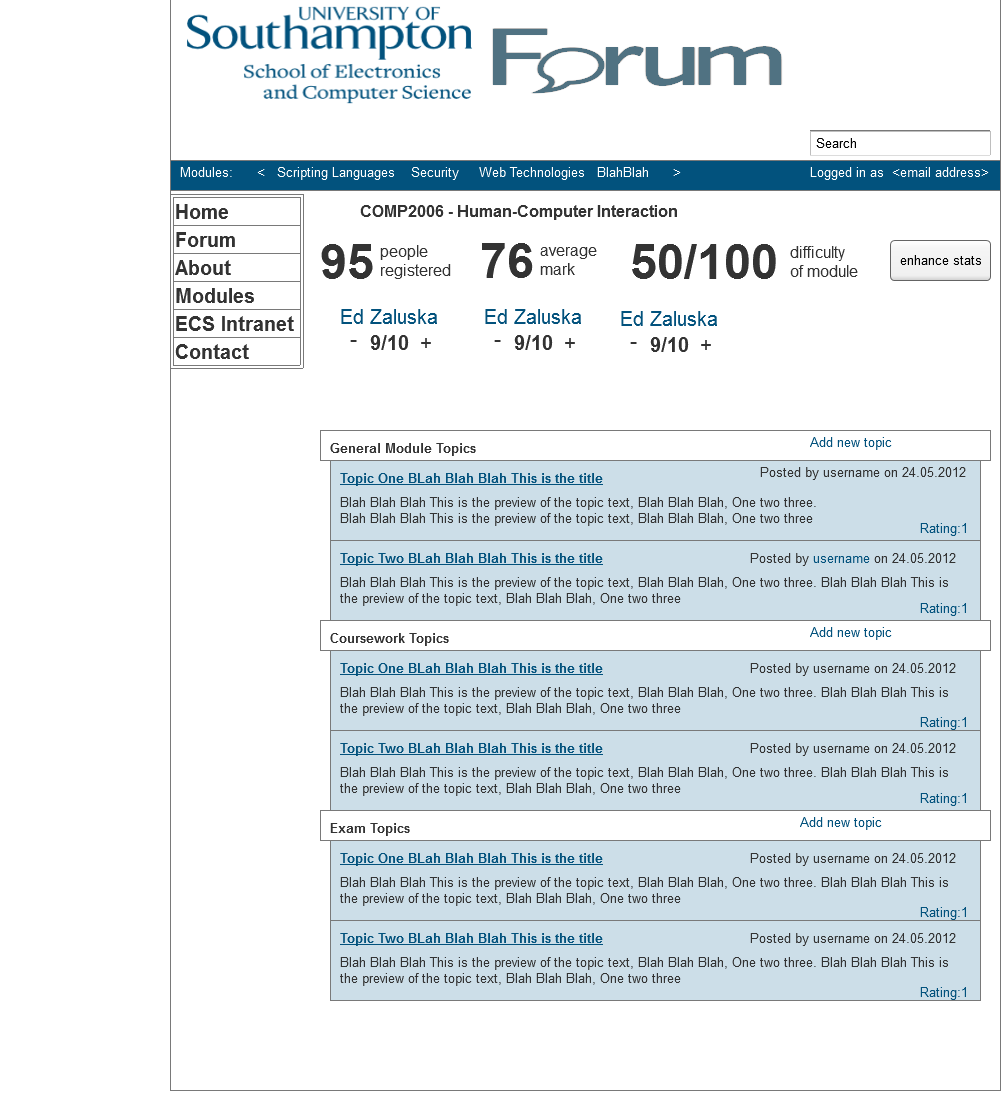 UNIVERSITY OF
Southampton
School of Electronics
and Computer Science
Forum
Search
Modules: < Scripting Languages Security Web Technologies BlahBlah > Logged in as <email address>
Home
Forum
About
Modules
ECS Intranet
Contact
COMP2006 - Human-Computer Interaction
95 people registered
76 average mark
50/100 difficulty of module
enhance stats
Ed Zaluska Ed Zaluska Ed Zaluska
- 9/10 + - 9/10 + - 9/10 +
General Module Topics Add new topic
Topic One BLah Blah Blah This is the title Posted by username on 24.05.2012
Blah Blah Blah This is the preview of the topic text, Blah Blah Blah, One two three.
Blah Blah Blah This is the preview of the topic text, Blah Blah Blah, One two three
Rating:1
Topic Two BLah Blah Blah This is the title Posted by username on 24.05.2012
Blah Blah Blah This is the preview of the topic text, Blah Blah Blah, One two three. Blah Blah Blah This is
the preview of the topic text, Blah Blah Blah, One two three
Rating:1
Coursework Topics Add new topic
Topic One BLah Blah Blah This is the title Posted by username on 24.05.2012
Blah Blah Blah This is the preview of the topic text, Blah Blah Blah, One two three. Blah Blah Blah This is
the preview of the topic text, Blah Blah Blah, One two three
Rating:1
Topic Two BLah Blah Blah This is the title Posted by username on 24.05.2012
Blah Blah Blah This is the preview of the topic text, Blah Blah Blah, One two three. Blah Blah Blah This is
the preview of the topic text, Blah Blah Blah, One two three
Rating:1
Exam Topics Add new topic
Topic One BLah Blah Blah This is the title Posted by username on 24.05.2012
Blah Blah Blah This is the preview of the topic text, Blah Blah Blah, One two three. Blah Blah Blah This is
the preview of the topic text, Blah Blah Blah, One two three
Rating:1
Topic Two BLah Blah Blah This is the title Posted by username on 24.05.2012
Blah Blah Blah This is the preview of the topic text, Blah Blah Blah, One two three. Blah Blah Blah This is
the preview of the topic text, Blah Blah Blah, One two three
Rating:1